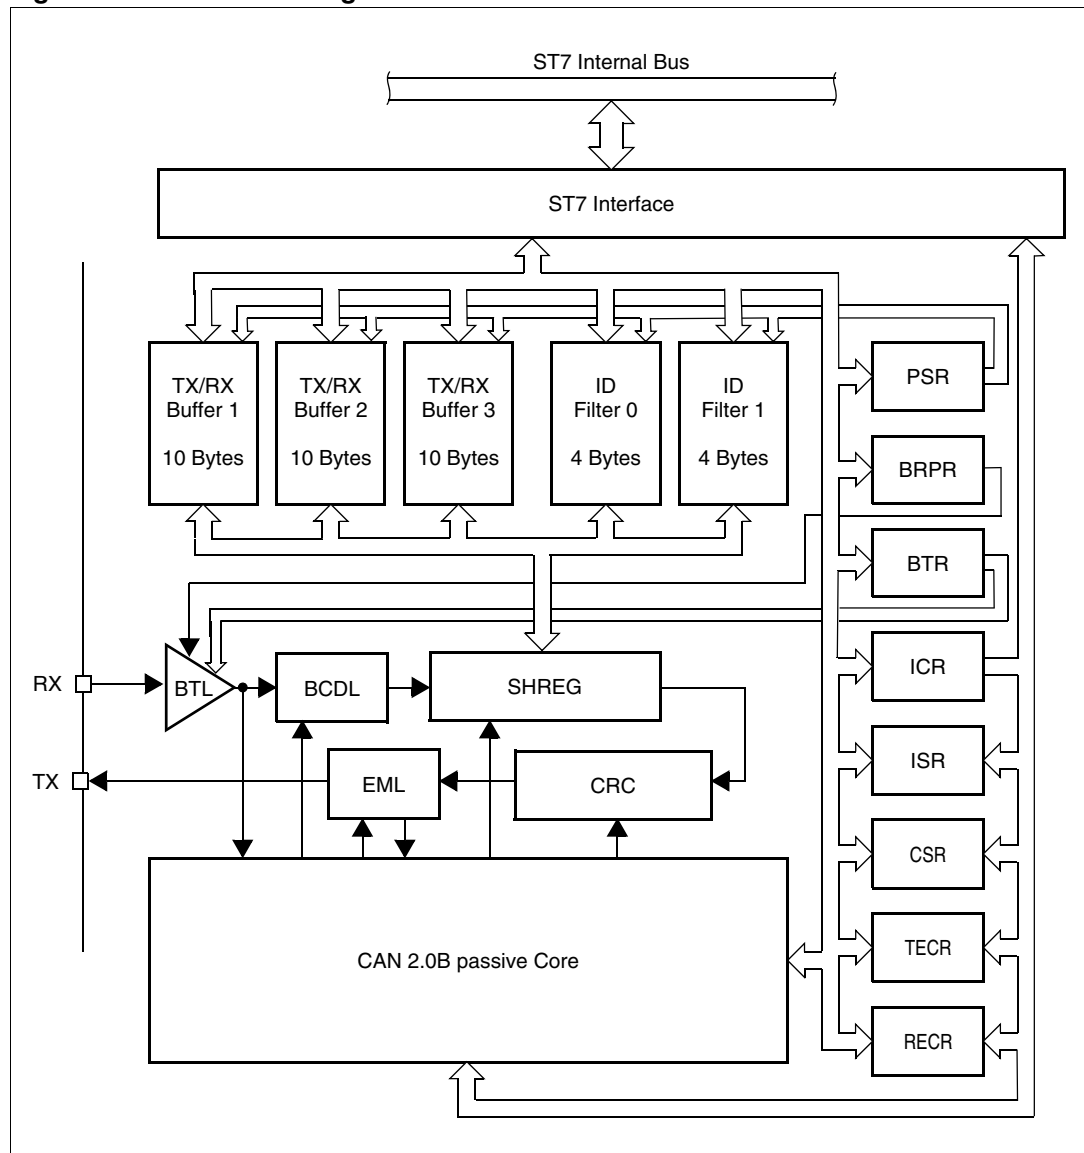 ST7 Internal Bus
ST7 Interface
TX/RX
Buffer 1
10 Bytes
TX/RX
Buffer 2
10 Bytes
TX/RX
Buffer 3
10 Bytes
ID
Filter 0
4 Bytes
ID
Filter 1
4 Bytes
PSR
BRPR
BTR
ICR
ISR
CSR
TECR
RECR
RX
BTL
BCDL
SHREG
TX
EML
CRC
CAN 2.0B passive Core